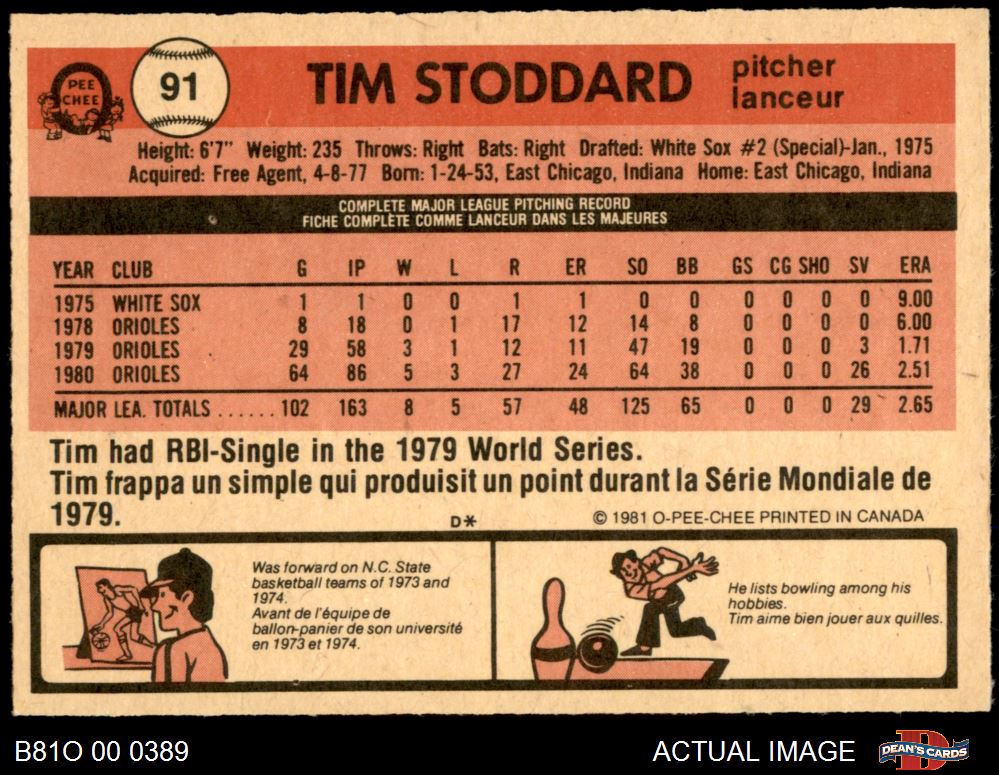 PEE
CHEE
91
TIM STODDARD
pitcher
lanceur
Height: 6'7" Weight: 235 Throws: Right Bats: Right Drafted: White Sox #2 (Special)-Jan., 1975
Acquired: Free Agent, 4-8-77 Born: 1-24-53, East Chicago, Indiana Home: East Chicago, Indiana
COMPLETE MAJOR LEAGUE PITCHING RECORD
FICHE COMPLÈTE COMME LANCEUR DANS LES MAJEURES
YEAR CLUB G IP W L R ER SO BB GS CG SHO SV ERA
1975 WHITE SOX 1 1 0 0 1 1 0 0 0 0 0 0 9.00
1978 ORIOLES 8 18 0 1 17 12 14 8 0 0 0 0 6.00
1979 ORIOLES 29 58 3 1 12 11 47 19 0 0 0 3 1.71
1980 ORIOLES 64 86 5 3 27 24 64 38 0 0 0 26 2.51
MAJOR LEA. TOTALS ...... 102 163 8 5 57 48 125 65 0 0 0 29 2.65
Tim had RBI-Single in the 1979 World Series.
Tim frappa un simple qui produisit un point durant la Série Mondiale de
1979.
D* © 1981 O-PEE-CHEE PRINTED IN CANADA
Was forward on N.C. State
basketball teams of 1973 and
1974.
Avant de l'équipe de
ballon-panier de son université
en 1973 et 1974.
He lists bowling among his
hobbies.
Tim aime bien jouer aux quilles.
B81O 00 0389
ACTUAL IMAGE
DEAN'S CARDS